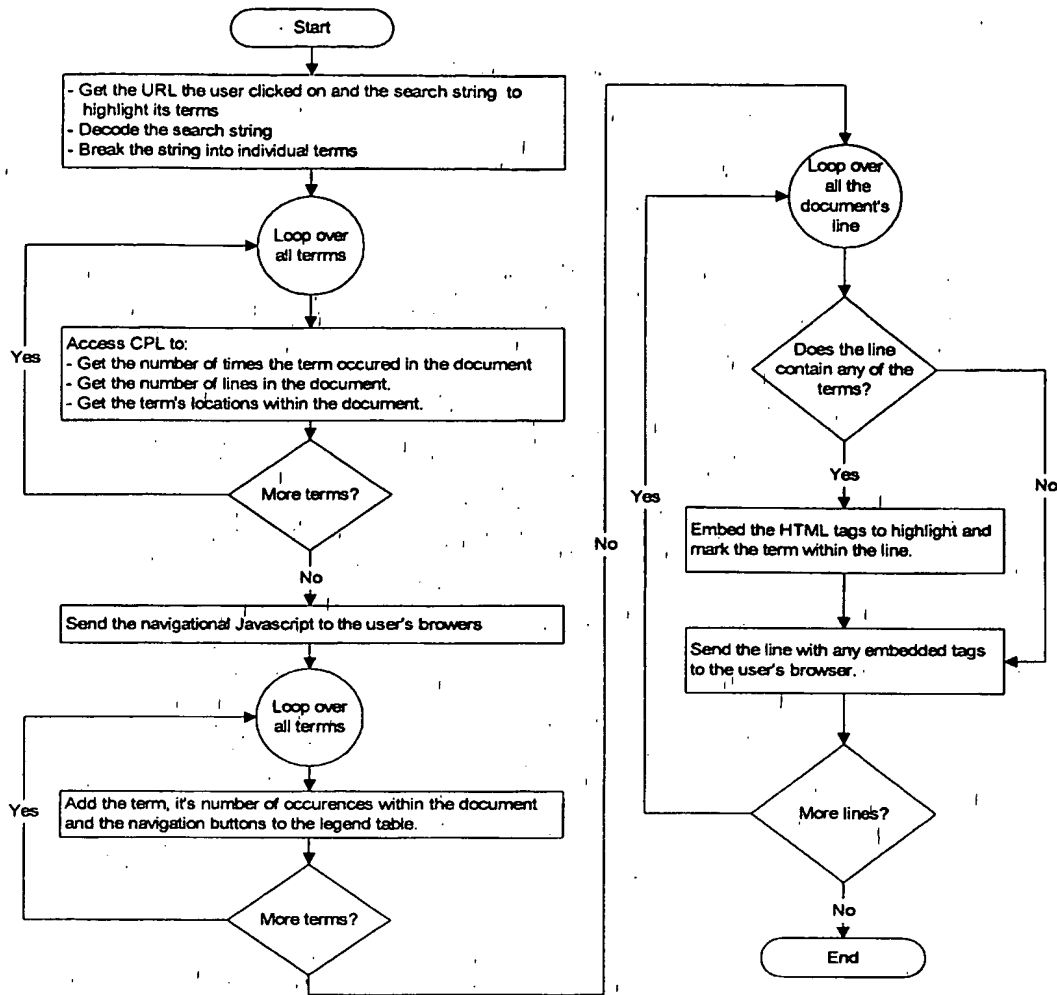 Start
- Get the URL the user clicked on and the search string to
highlight its terms
- Decode the search string
- Break the string into individual terms
Loop over
all terrms
Access CPL to:
- Get the number of times the term occured in the document
- Get the number of lines in the document.
- Get the term's locations within the document.
Yes
More terms?
No
Send the navigational Javascript to the user's browers
Loop over
all terrms
Add the term, it's number of occurences within the document
and the navigation buttons to the legend table.
Yes
More terms?
No
Loop over
all the
document's
line
Does the line
contain any of the
terms?
Yes
No
Embed the HTML tags to highlight and
mark the term within the line.
Send the line with any embedded tags
to the user's browser.
Yes
More lines?
No
End